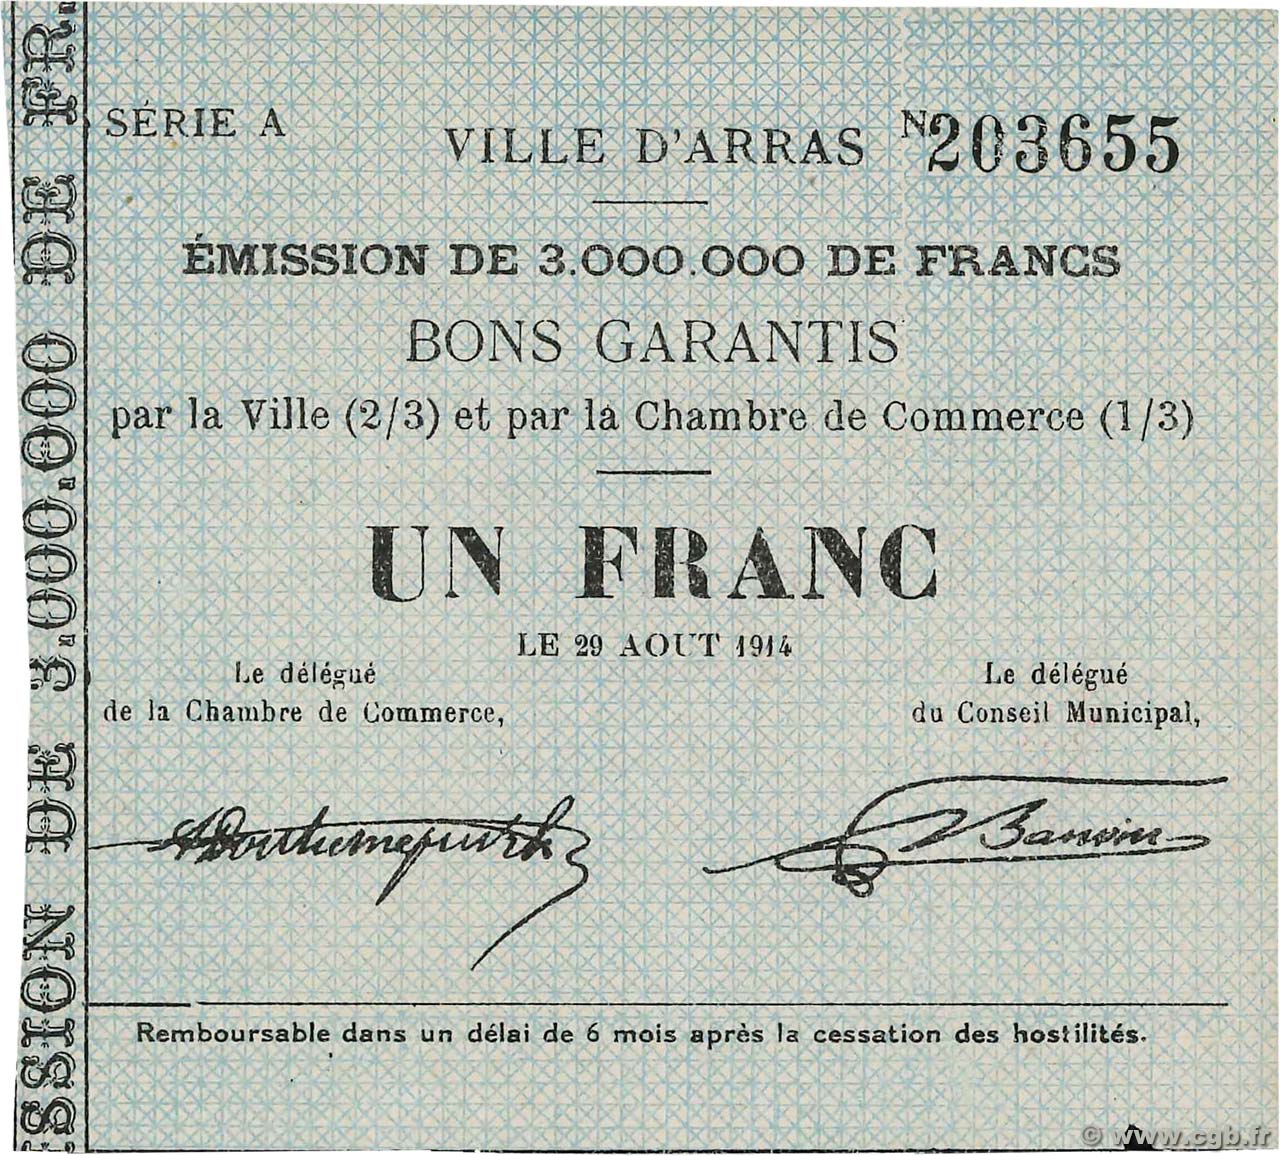 SÉRIE A
VILLE D'ARRAS
N° 203655
ÉMISSION DE 3.000.000 DE FRANCS
BONS GARANTIS
par la Ville (2/3) et par la Chambre de Commerce (1/3)
UN FRANC
LE 29 AOUT 1914
Le délégué
de la Chambre de Commerce,
Le délégué
du Conseil Municipal,
Remboursable dans un délai de 6 mois après la cessation des hostilités.
SSION DE 3.000.000 DE FR.
© www.cgb.fr